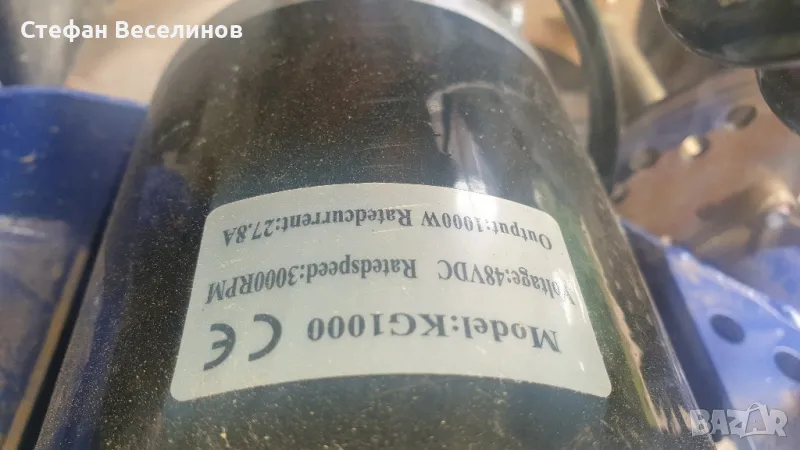 Стефан Веселинов
Model:KG1000 CE
Voltage:48VDC Ratedspeed:3000RPM
Output:1000W Ratedcurrent:27.8A
BAZAR